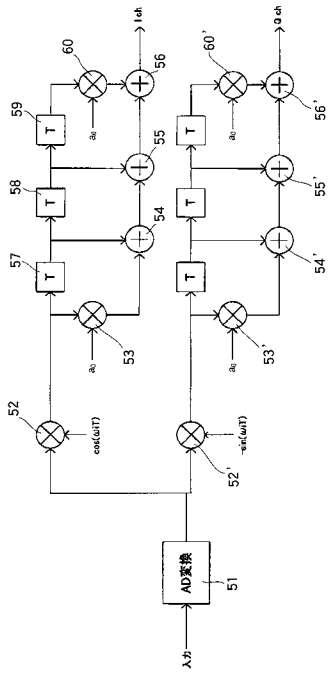 入力
AD変換
51
52
cos(ωiT)
52'
-sin(ωiT)
57
T
58
T
59
T
60
a₀
53
a₀
54
55
56
I ch
T
T
T
60'
a₀
53'
a₀
54'
55'
56'
Q ch